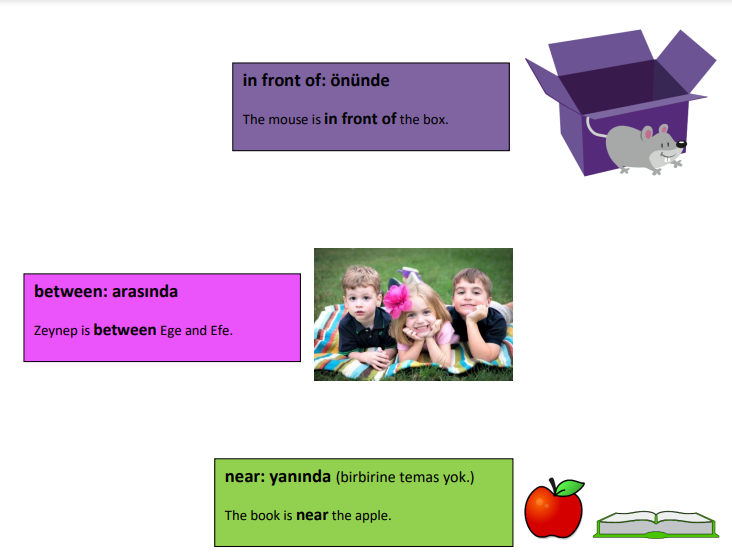 in front of: önünde
The mouse is in front of the box.
between: arasında
Zeynep is between Ege and Efe.
near: yanında (birbirine temas yok.)
The book is near the apple.